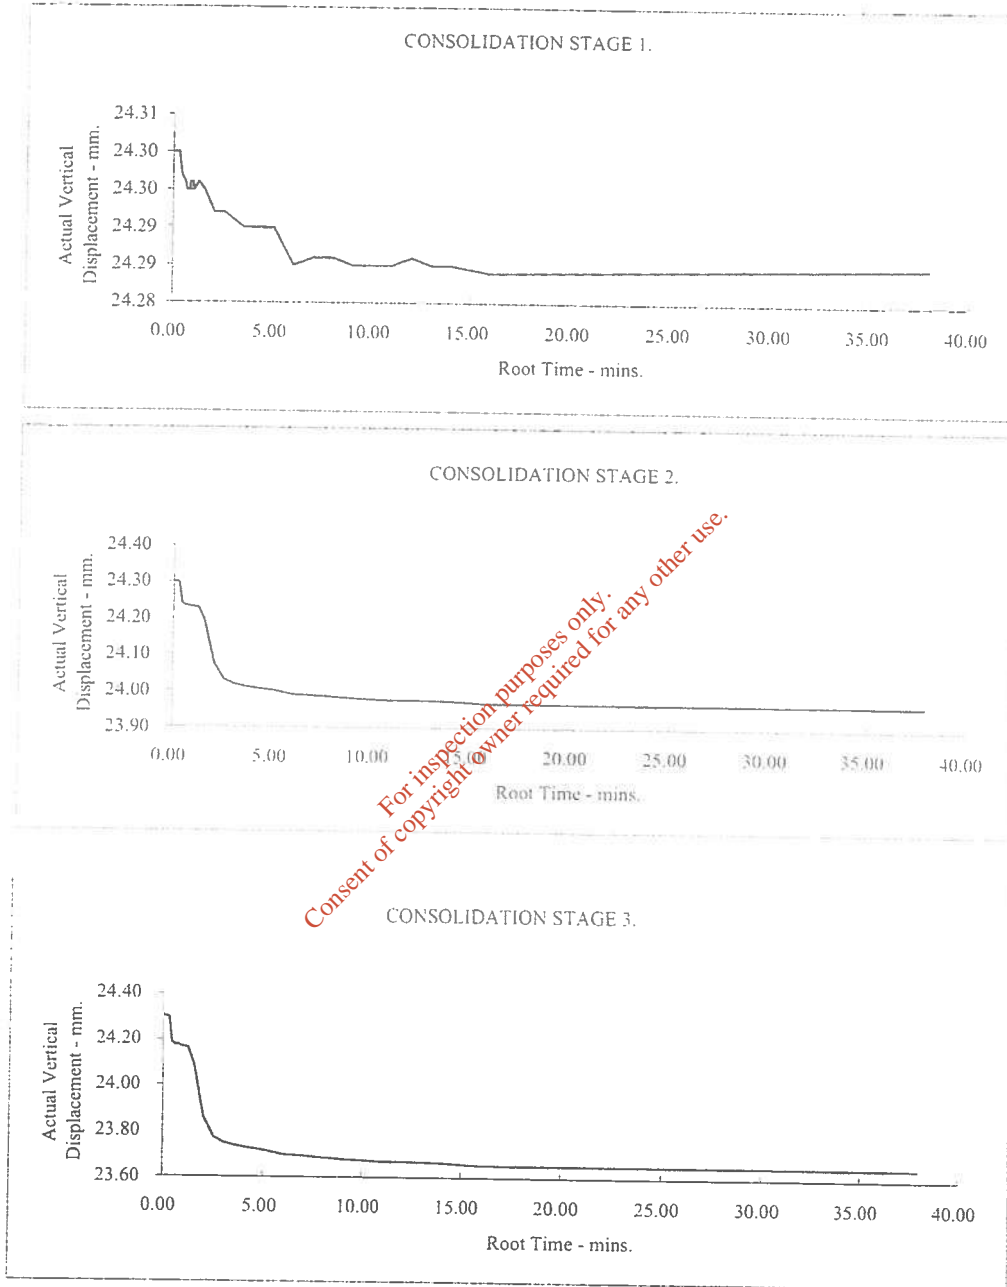 CONSOLIDATION STAGE 1.
Actual Vertical
Displacement - mm.
24.31
24.30
24.30
24.29
24.29
24.28
0.00 5.00 10.00 15.00 20.00 25.00 30.00 35.00 40.00
Root Time - mins.
CONSOLIDATION STAGE 2.
Actual Vertical
Displacement - mm.
24.40
24.30
24.20
24.10
24.00
23.90
0.00 5.00 10.00 15.00 20.00 25.00 30.00 35.00 40.00
Root Time - mins.
For inspection purposes only.
Consent of copyright owner required for any other use.
CONSOLIDATION STAGE 3.
Actual Vertical
Displacement - mm.
24.40
24.20
24.00
23.80
23.60
0.00 5.00 10.00 15.00 20.00 25.00 30.00 35.00 40.00
Root Time - mins.